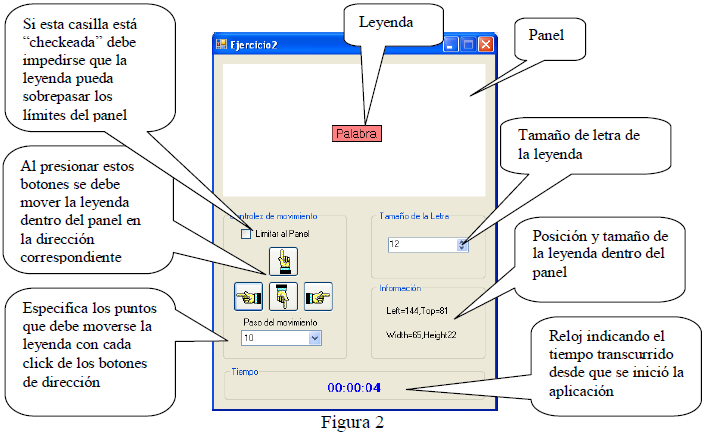 Si esta casilla está
“checkeada” debe
impedirse que la
leyenda pueda
sobrepasar los
límites del panel
Leyenda
Panel
Ejercicio2
Palabra
Tamaño de letra de
la leyenda
Al presionar estos
botones se debe
mover la leyenda
dentro del panel en
la dirección
correspondiente
Controles de movimiento
Limitar al Panel
Tamaño de la Letra
12
Posición y tamaño de
la leyenda dentro del
panel
Información
Left=144,Top=81
Width=65,Height22
Especifica los puntos
que debe moverse la
leyenda con cada
click de los botones
de dirección
Paso del movimiento
10
Reloj indicando el
tiempo transcurrido
desde que se inició la
aplicación
Tiempo
00:00:04
Figura 2